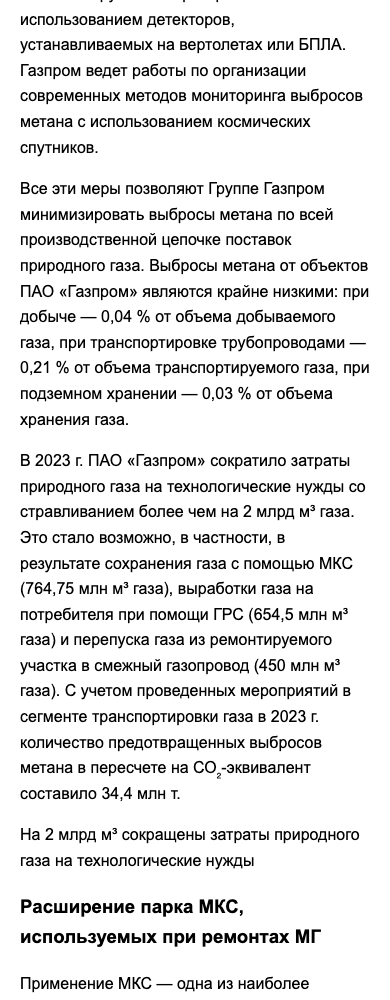 использованием детекторов,
устанавливаемых на вертолетах или БПЛА.
Газпром ведет работы по организации
современных методов мониторинга выбросов
метана с использованием космических
спутников.
Все эти меры позволяют Группе Газпром
минимизировать выбросы метана по всей
производственной цепочке поставок
природного газа. Выбросы метана от объектов
ПАО «Газпром» являются крайне низкими: при
добыче — 0,04 % от объема добываемого
газа, при транспортировке трубопроводами —
0,21 % от объема транспортируемого газа, при
подземном хранении — 0,03 % от объема
хранения газа.
В 2023 г. ПАО «Газпром» сократило затраты
природного газа на технологические нужды со
стравливанием более чем на 2 млрд м³ газа.
Это стало возможно, в частности, в
результате сохранения газа с помощью МКС
(764,75 млн м³ газа), выработки газа на
потребителя при помощи ГРС (654,5 млн м³
газа) и перепуска газа из ремонтируемого
участка в смежный газопровод (450 млн м³
газа). С учетом проведенных мероприятий в
сегменте транспортировки газа в 2023 г.
количество предотвращенных выбросов
метана в пересчете на CO₂-эквивалент
составило 34,4 млн т.
На 2 млрд м³ сокращены затраты природного
газа на технологические нужды
Расширение парка МКС,
используемых при ремонтах МГ
Применение МКС — одна из наиболее